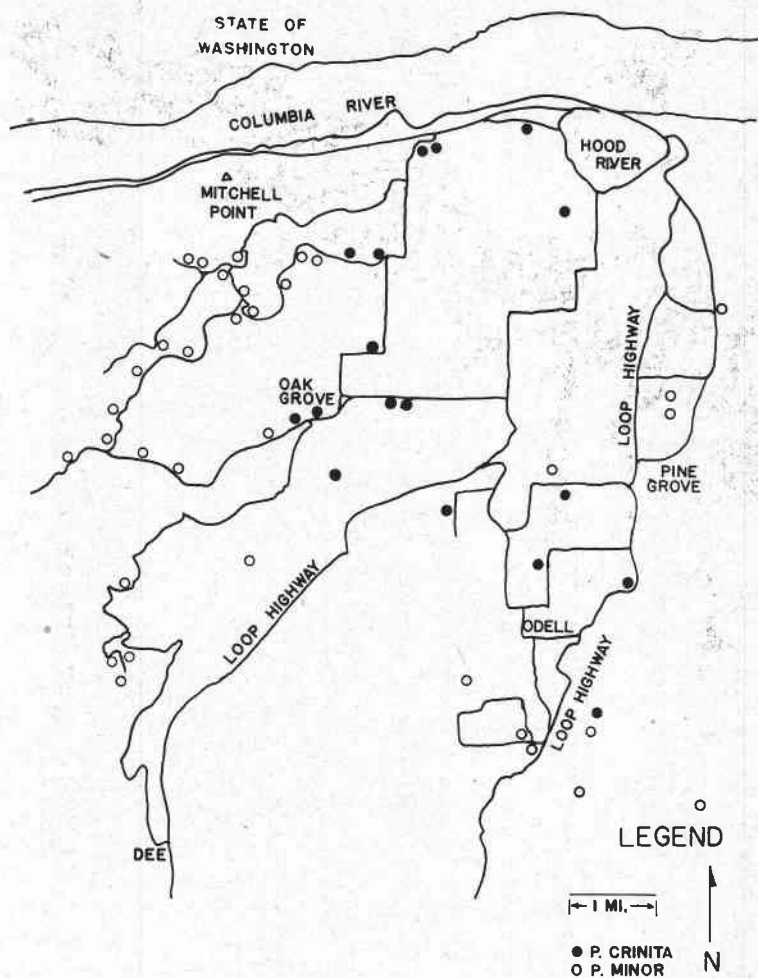 STATE OF
WASHINGTON
COLUMBIA RIVER
HOOD
RIVER
MITCHELL
POINT
LOOP HIGHWAY
OAK
GROVE
PINE
GROVE
LOOP HIGHWAY
ODELL
LOOP HIGHWAY
DEE
LEGEND
1 MI.
N
P. CRINITA
P. MINOR